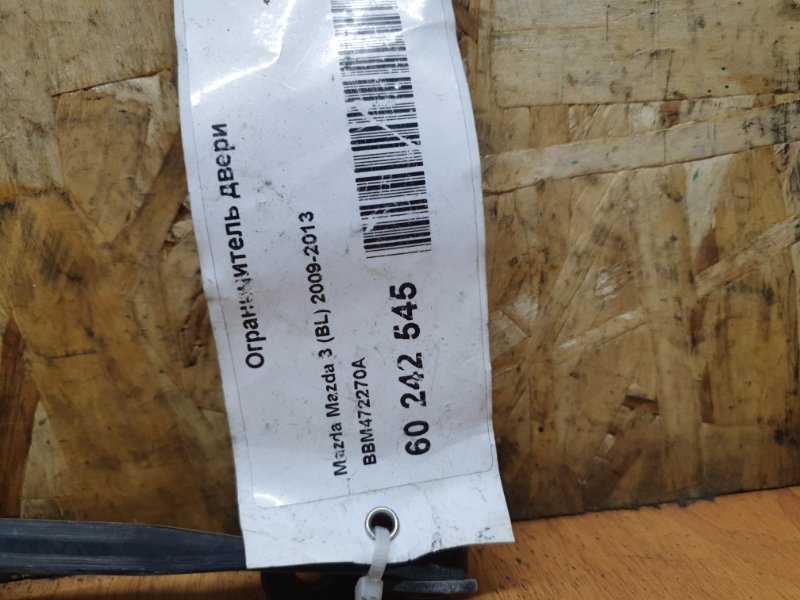 Ограничитель двери
Mazda Mazda 3 (BL) 2009-2013
BBM472270A
60 242 545